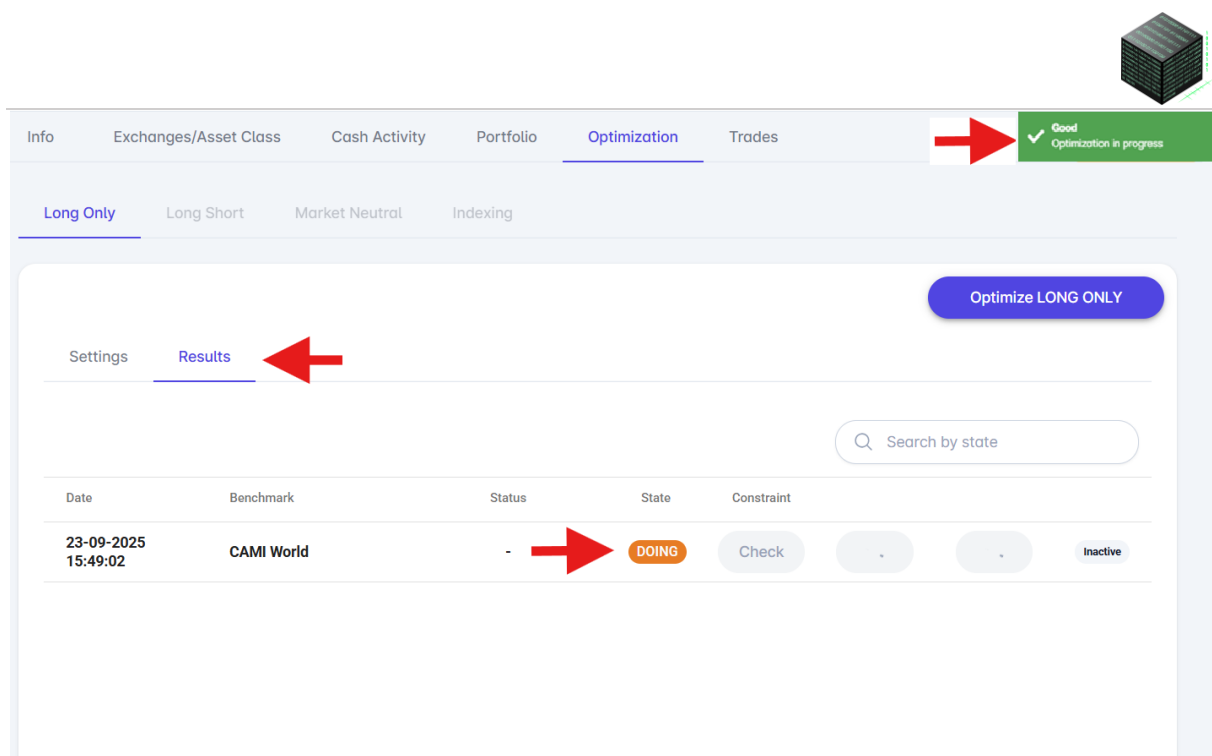 Info Exchanges/Asset Class Cash Activity Portfolio Optimization Trades
Good
Optimization in progress
Long Only Long Short Market Neutral Indexing
Optimize LONG ONLY
Settings Results
Search by state
Date Benchmark Status State Constraint
23-09-2025
15:49:02
CAMI World - DOING Check . . Inactive